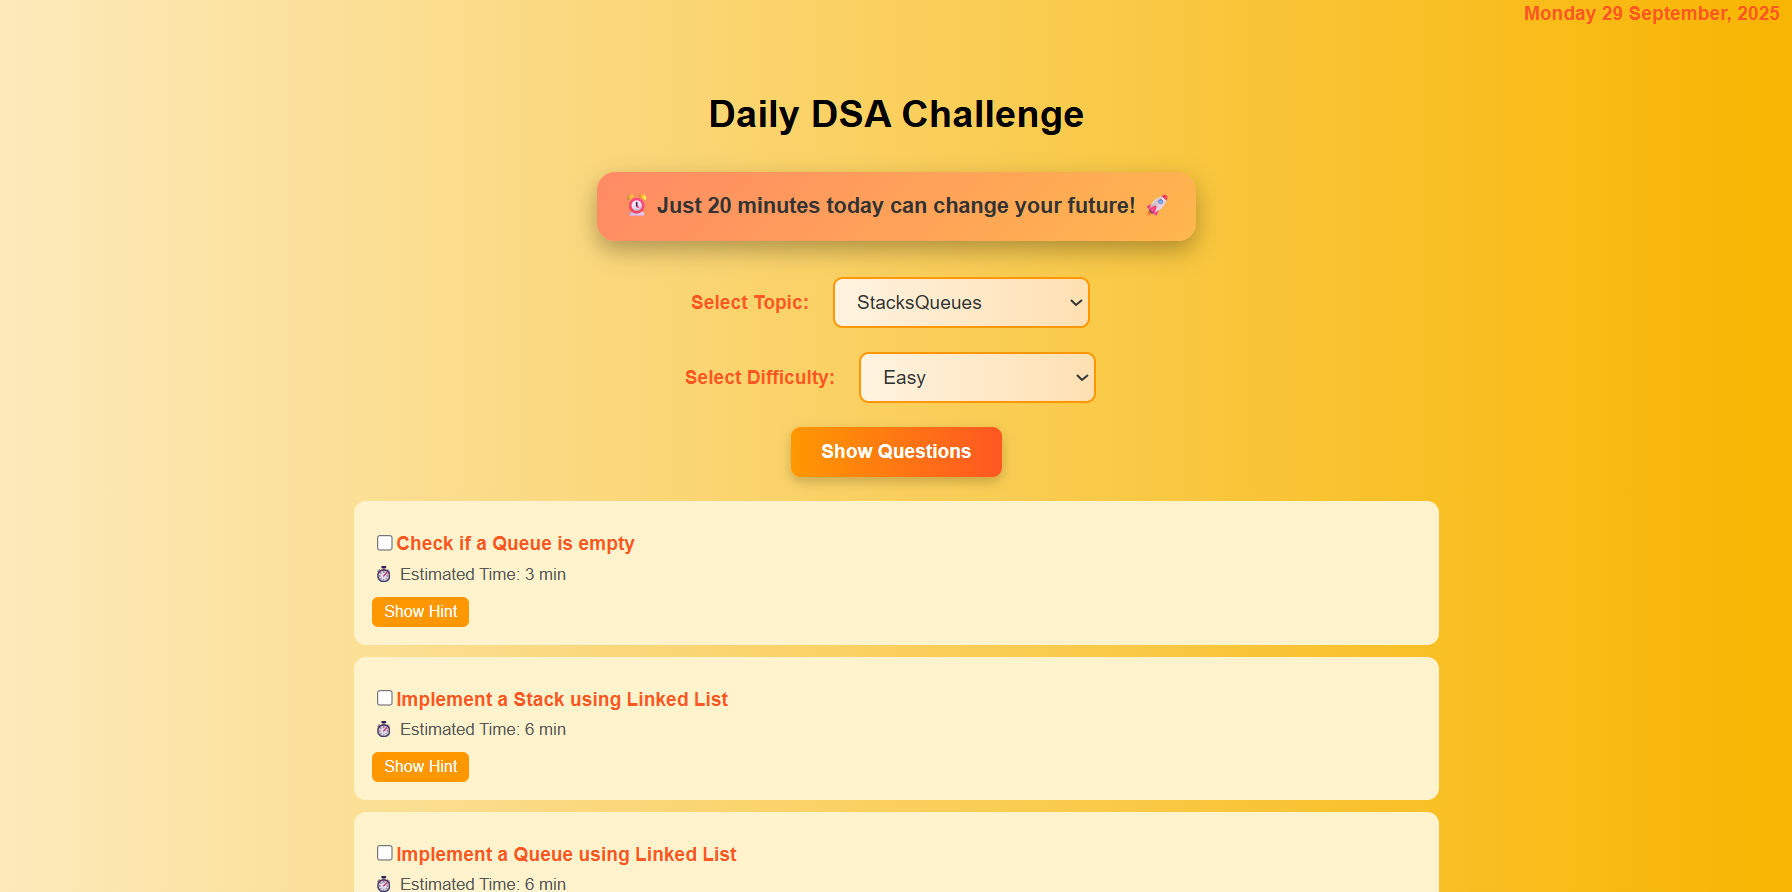 Monday 29 September, 2025
Daily DSA Challenge
⏰ Just 20 minutes today can change your future! 🚀
Select Topic: StacksQueues
Select Difficulty: Easy
Show Questions
Check if a Queue is empty
⏱ Estimated Time: 3 min
Show Hint
Implement a Stack using Linked List
⏱ Estimated Time: 6 min
Show Hint
Implement a Queue using Linked List
⏱ Estimated Time: 6 min